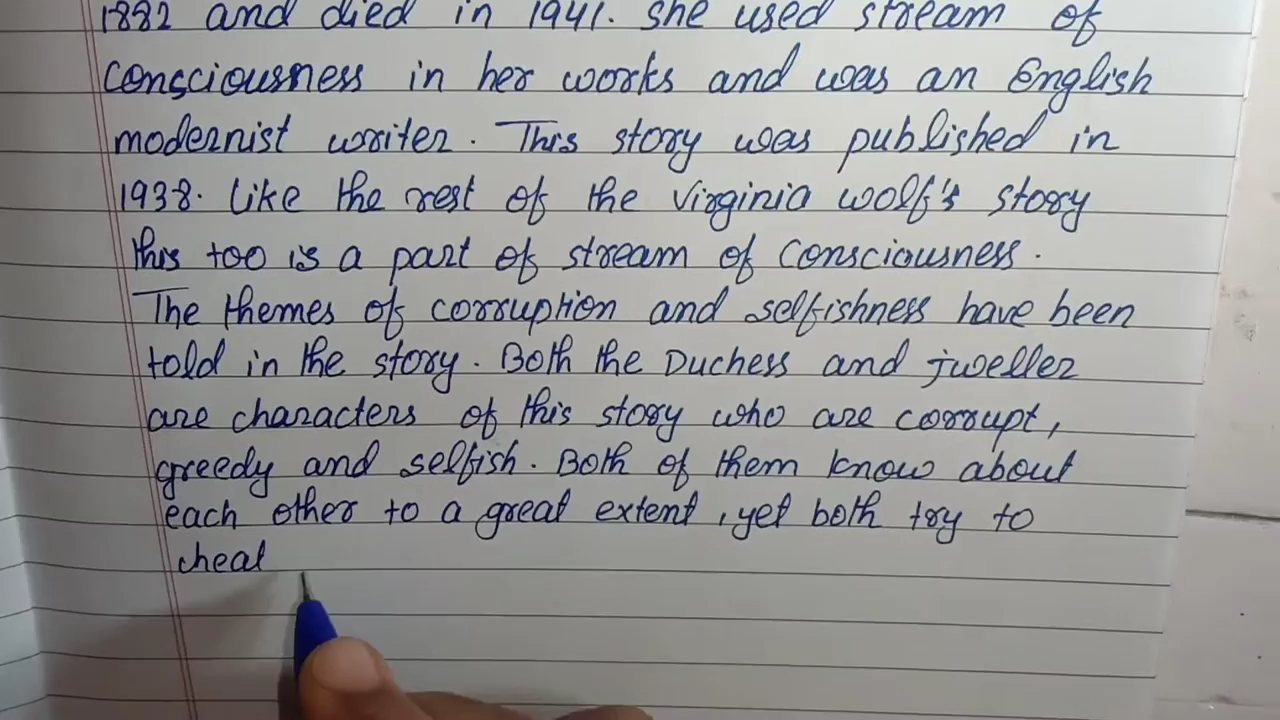 1882 and died in 1941. She used stream of
consciousness in her works and was an English
modernist writer. This story was published in
1938. Like the rest of the Virginia wolf's story
this too is a part of stream of consciousness.
The themes of corruption and selfishness have been
told in the story. Both the Duchess and jweller
are characters of this story who are corrupt,
greedy and selfish. Both of them know about
each other to a great extent, yet both try to
cheat